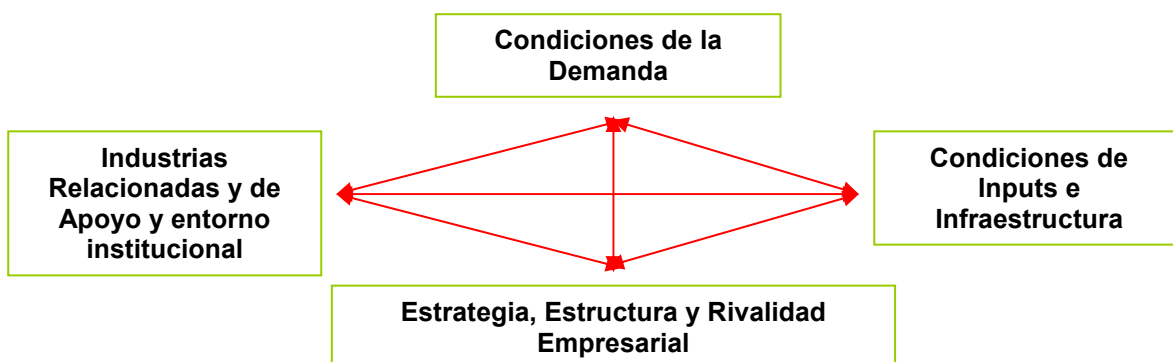 Condiciones de la
Demanda
Industrias
Relacionadas y de
Apoyo y entorno
institucional
Condiciones de
Inputs e
Infraestructura
Estrategia, Estructura y Rivalidad
Empresarial